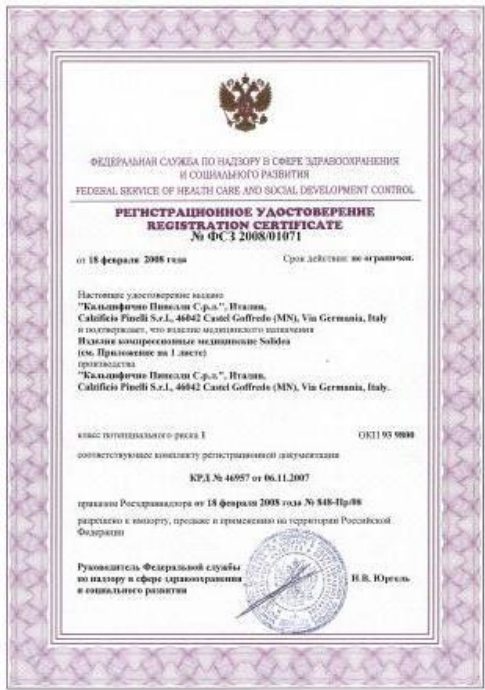 ФЕДЕРАЛЬНАЯ СЛУЖБА ПО НАДЗОРУ В СФЕРЕ ЗДРАВООХРАНЕНИЯ
И СОЦИАЛЬНОГО РАЗВИТИЯ
FEDERAL SERVICE OF HEALTH CARE AND SOCIAL DEVELOPMENT CONTROL
РЕГИСТРАЦИОННОЕ УДОСТОВЕРЕНИЕ
REGISTRATION CERTIFICATE
№ ФСЗ 2008/01071
от 18 февраля 2008 года Срок действия: не ограничен.
Настоящее удостоверение выдано
"Кальцифично Пинелли С.р.л.", Италия,
Calzificio Pinelli S.r.l., 46042 Castel Goffredo (MN), Via Germania, Italy
и подтверждает, что изделие медицинского назначения
Изделия компрессионные медицинские Solidea
(см. Приложение на 1 листе)
производства
"Кальцифично Пинелли С.р.л.", Италия,
Calzificio Pinelli S.r.l., 46042 Castel Goffredo (MN), Via Germania, Italy.
класс потенциального риска 1 ОКП 93 9800
соответствующее комплекту регистрационной документации
КРД № 46957 от 06.11.2007
приказом Росздравнадзора от 18 февраля 2008 года № 848-Пр/08
разрешено к импорту, продаже и применению на территории Российской
Федерации
Руководитель Федеральной службы
по надзору в сфере здравоохранения
и социального развития
Н.В. Юргель